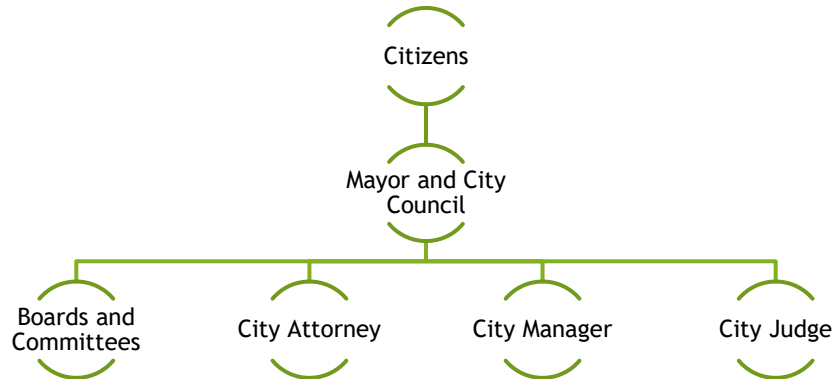 Citizens
Mayor and City
Council
Boards and
Committees
City Attorney
City Manager
City Judge